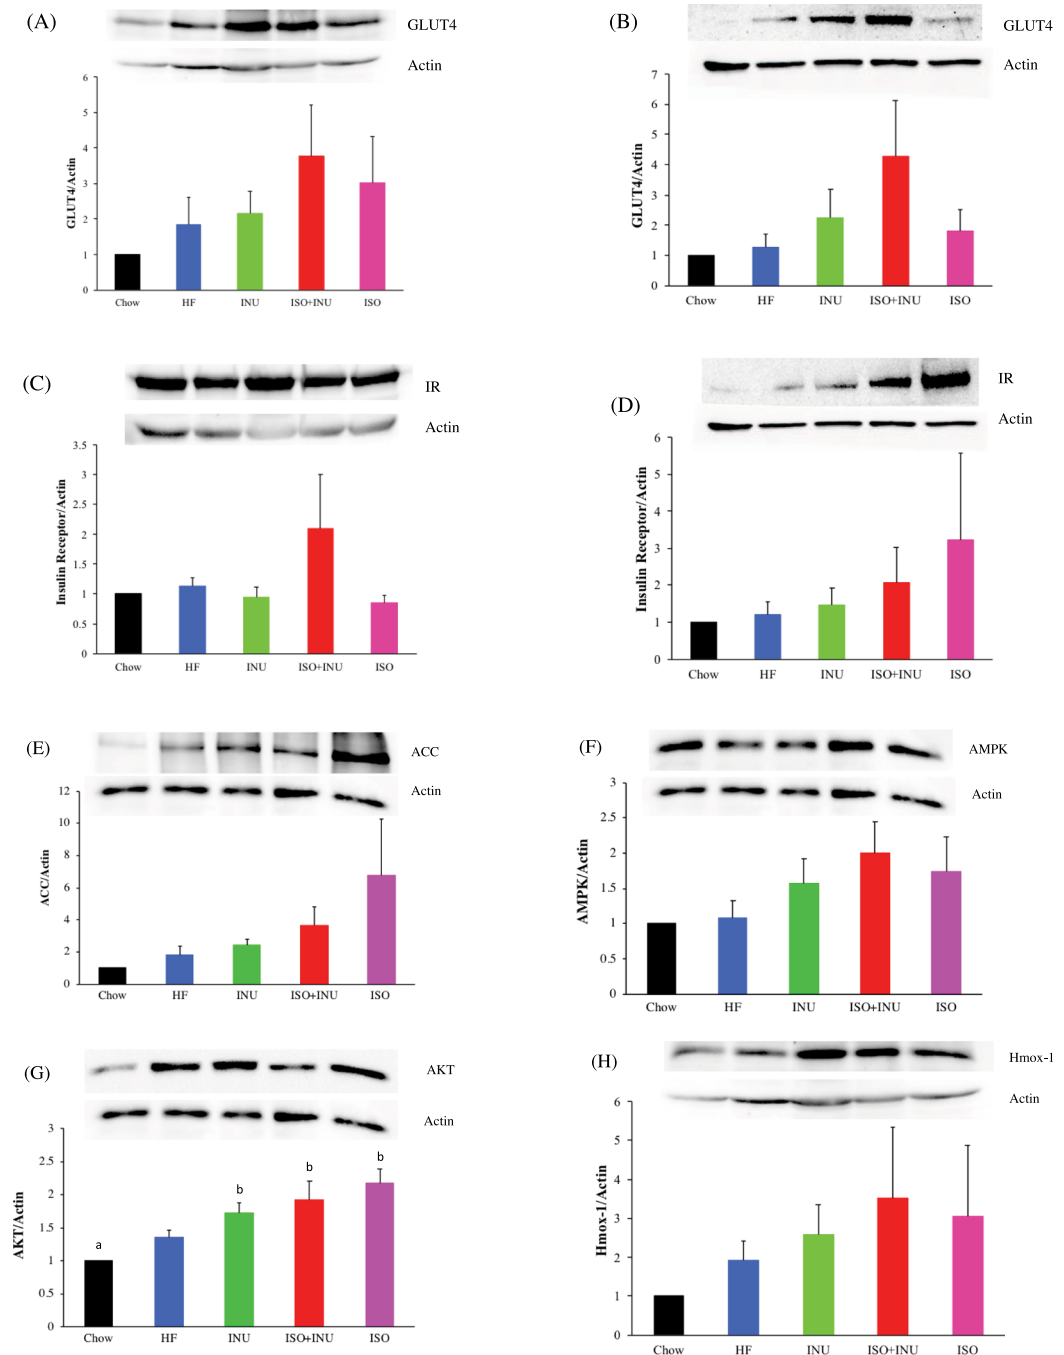 (A)
GLUT4
Actin
GLUT4/Actin
6
5
4
3
2
1
0
Chow HF INU ISO+INU ISO
(B)
GLUT4
Actin
GLUT4/Actin
7
6
5
4
3
2
1
0
Chow HF INU ISO+INU ISO
(C)
IR
Actin
Insulin Receptor/Actin
3.5
3
2.5
2
1.5
1
0.5
0
Chow HF INU ISO+INU ISO
(D)
IR
Actin
Insulin Receptor/Actin
6
5
4
3
2
1
0
Chow HF INU ISO+INU ISO
(E)
ACC
Actin
ACC/Actin
12
10
8
6
4
2
0
Chow HF INU ISO+INU ISO
(F)
AMPK
Actin
AMPK/Actin
3
2.5
2
1.5
1
0.5
0
Chow HF INU ISO+INU ISO
(G)
AKT
Actin
AKT/Actin
3
2.5
2
1.5
1
0.5
0
a
b
b
b
Chow HF INU ISO+INU ISO
(H)
Hmox-1
Actin
Hmox-1/Actin
6
5
4
3
2
1
0
Chow HF INU ISO+INU ISO